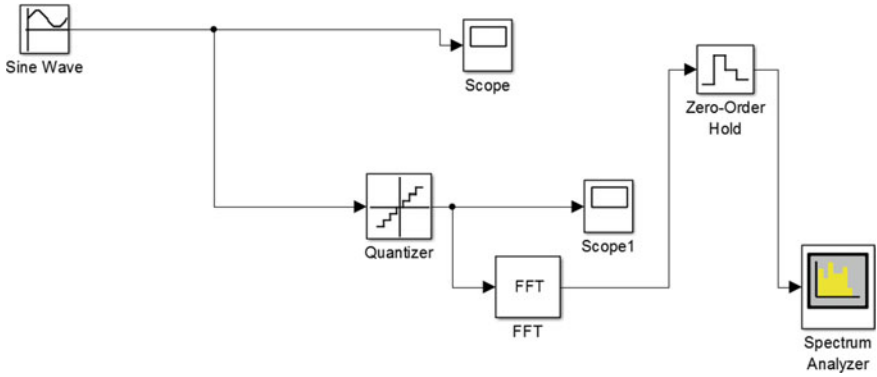 Sine Wave
Scope
Zero-Order
Hold
Quantizer
Scope1
FFT
FFT
Spectrum
Analyzer